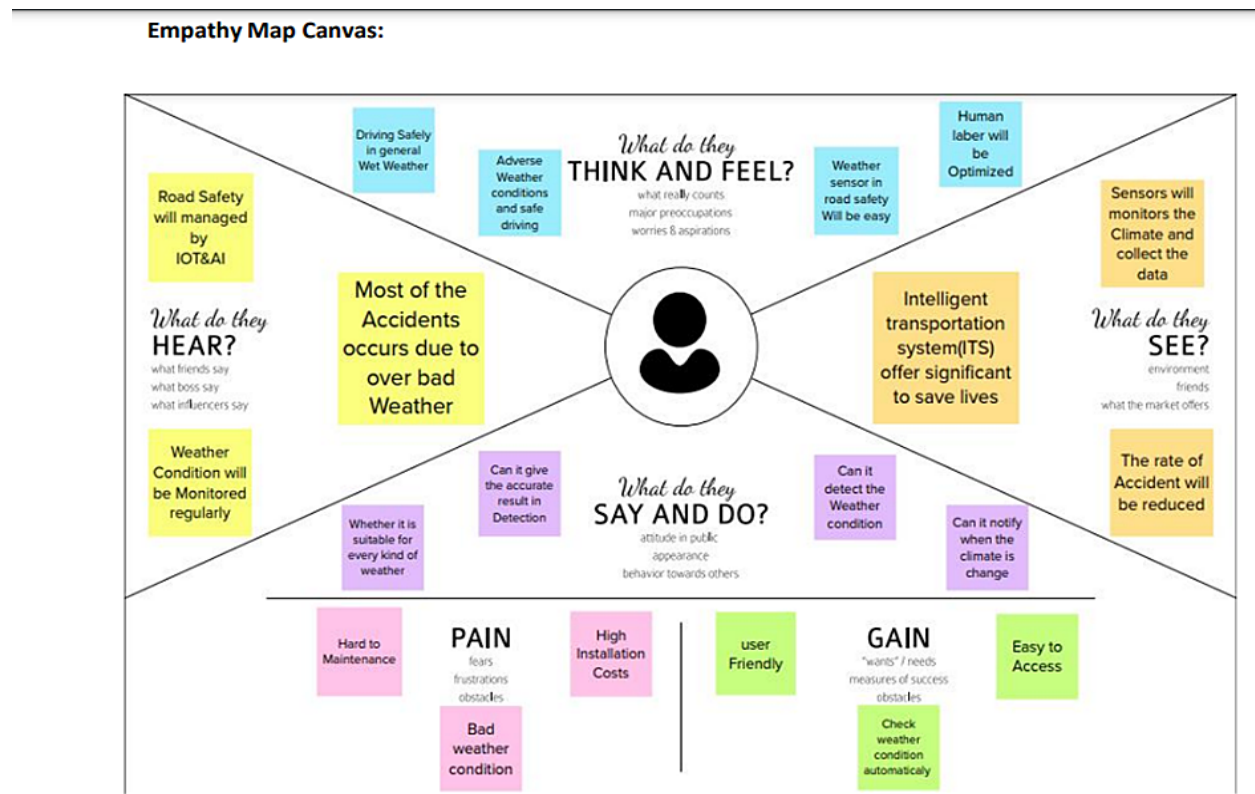 Empathy Map Canvas:
Driving Safely
in general
Wet Weather
Adverse
Weather
conditions
and safe
driving
What do they
THINK AND FEEL?
what really counts
major preoccupations
worries & aspirations
Weather
sensor in
road safety
Will be easy
Human
laber will
be
Optimized
Road Safety
will managed
by
IOT&AI
What do they
HEAR?
what friends say
what boss say
what influencers say
Weather
Condition will
be Monitored
regularly
Most of the
Accidents
occurs due to
over bad
Weather
Intelligent
transportation
system(ITS)
offer significant
to save lives
Sensors will
monitors the
Climate and
collect the
data
What do they
SEE?
environment
friends
what the market offers
The rate of
Accident will
be reduced
Whether it is
suitable for
every kind of
weather
Can it give
the accurate
result in
Detection
What do they
SAY AND DO?
attitude in public
appearance
behavior towards others
Can it
detect the
Weather
condition
Can it notify
when the
climate is
change
Hard to
Maintenance
PAIN
fears
frustrations
obstacles
High
Installation
Costs
Bad
weather
condition
user
Friendly
GAIN
"wants" / needs
measures of success
obstacles
Easy to
Access
Check
weather
condition
automaticaly